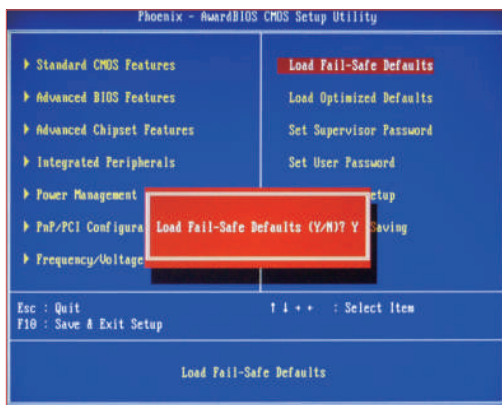 Phoenix - AwardBIOS CMOS Setup Utility
Standard CMOS Features
Advanced BIOS Features
Advanced Chipset Features
Integrated Peripherals
Power Management
PnP/PCI Configura
Frequency/Voltage
Load Fail-Safe Defaults
Load Optimized Defaults
Set Supervisor Password
Set User Password
etup
Saving
Load Fail-Safe Defaults (Y/N)? Y
Esc : Quit
F10 : Save & Exit Setup
↑ ↓ → ← : Select Item
Load Fail-Safe Defaults